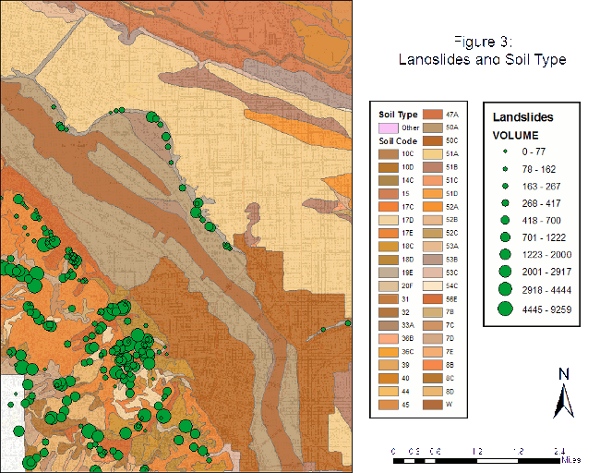 Figure 3:
Landslides and Soil Type
Soil Type
Other
Soil Code
10C
10D
14C
15
17C
17D
17E
18C
18D
19E
20F
31
32
33A
36B
36C
39
40
44
45
47A
50A
50C
51A
51B
51C
51D
52A
52B
52C
53A
53B
53C
54C
56E
7B
7C
7D
7E
8B
8C
8D
W
Landslides
VOLUME
0 - 77
78 - 162
163 - 267
268 - 417
418 - 700
701 - 1222
1223 - 2000
2001 - 2917
2918 - 4444
4445 - 9259
N
0 0.3 0.6 1.2 1.8 2.4
Miles